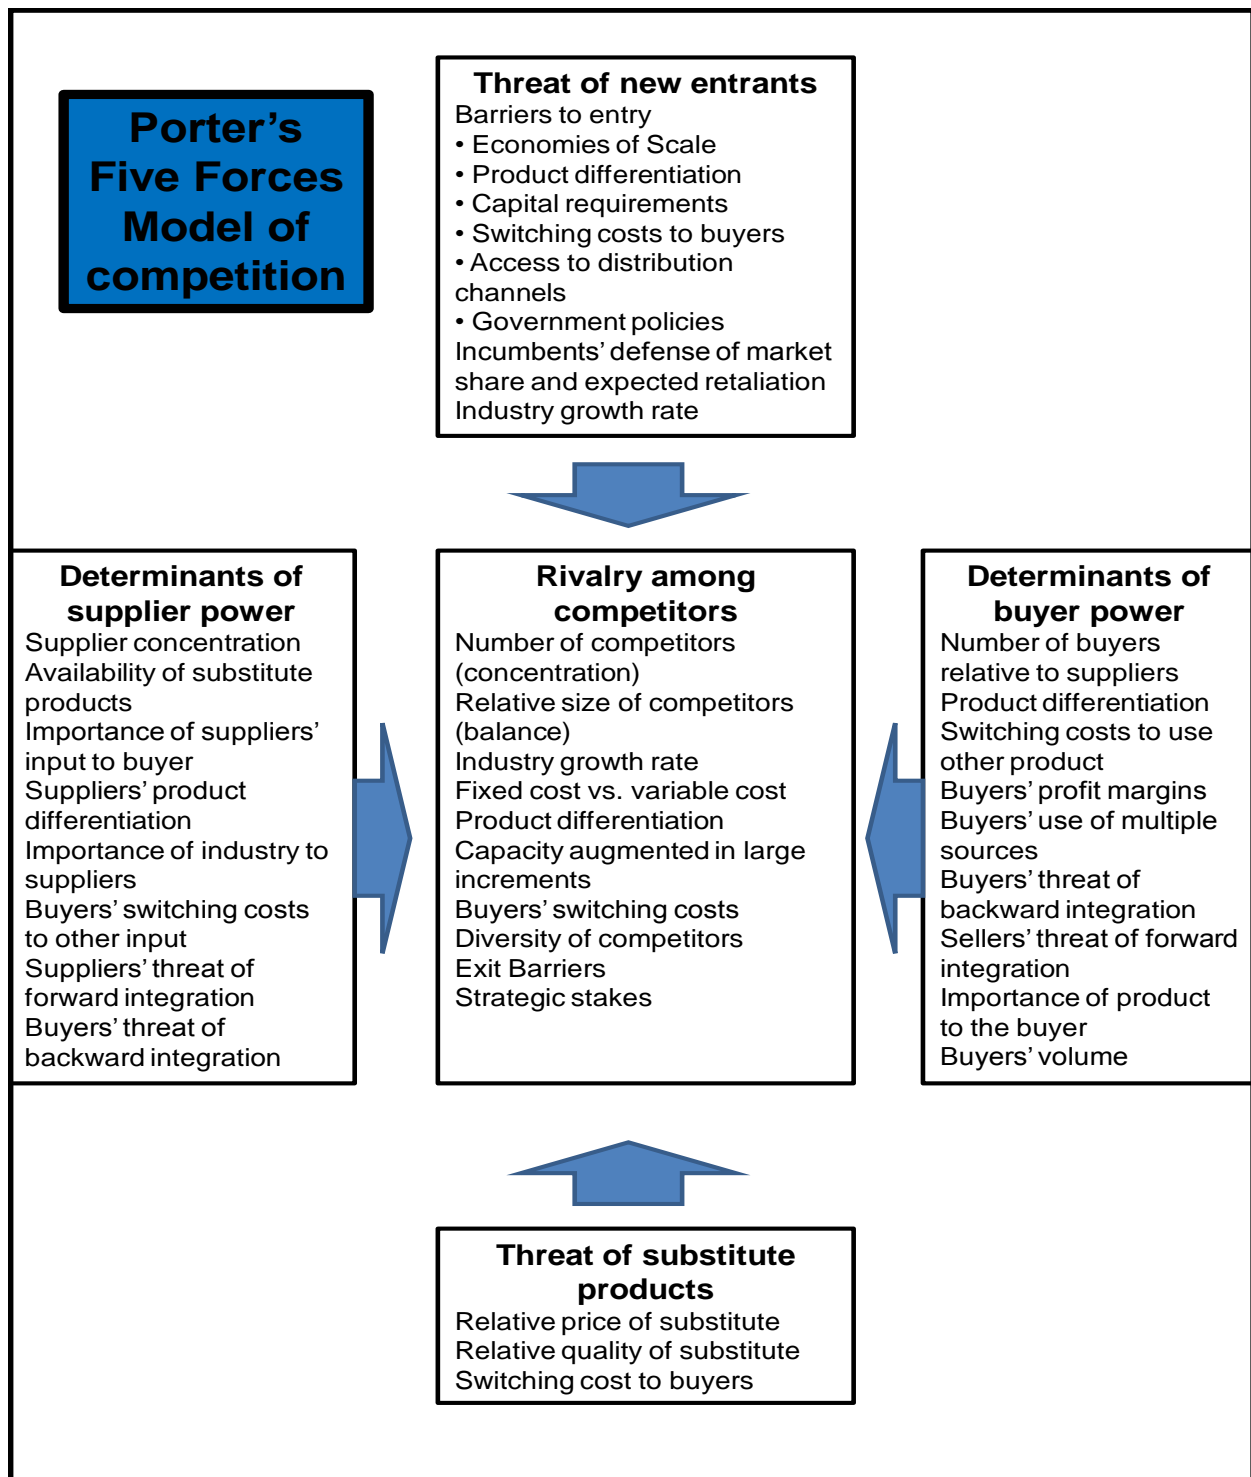 Porter’s
Five Forces
Model of
competition
Threat of new entrants
Barriers to entry
• Economies of Scale
• Product differentiation
• Capital requirements
• Switching costs to buyers
• Access to distribution
channels
• Government policies
Incumbents’ defense of market
share and expected retaliation
Industry growth rate
Determinants of
supplier power
Supplier concentration
Availability of substitute
products
Importance of suppliers’
input to buyer
Suppliers’ product
differentiation
Importance of industry to
suppliers
Buyers’ switching costs
to other input
Suppliers’ threat of
forward integration
Buyers’ threat of
backward integration
Rivalry among
competitors
Number of competitors
(concentration)
Relative size of competitors
(balance)
Industry growth rate
Fixed cost vs. variable cost
Product differentiation
Capacity augmented in large
increments
Buyers’ switching costs
Diversity of competitors
Exit Barriers
Strategic stakes
Determinants of
buyer power
Number of buyers
relative to suppliers
Product differentiation
Switching costs to use
other product
Buyers’ profit margins
Buyers’ use of multiple
sources
Buyers’ threat of
backward integration
Sellers’ threat of forward
integration
Importance of product
to the buyer
Buyers’ volume
Threat of substitute
products
Relative price of substitute
Relative quality of substitute
Switching cost to buyers